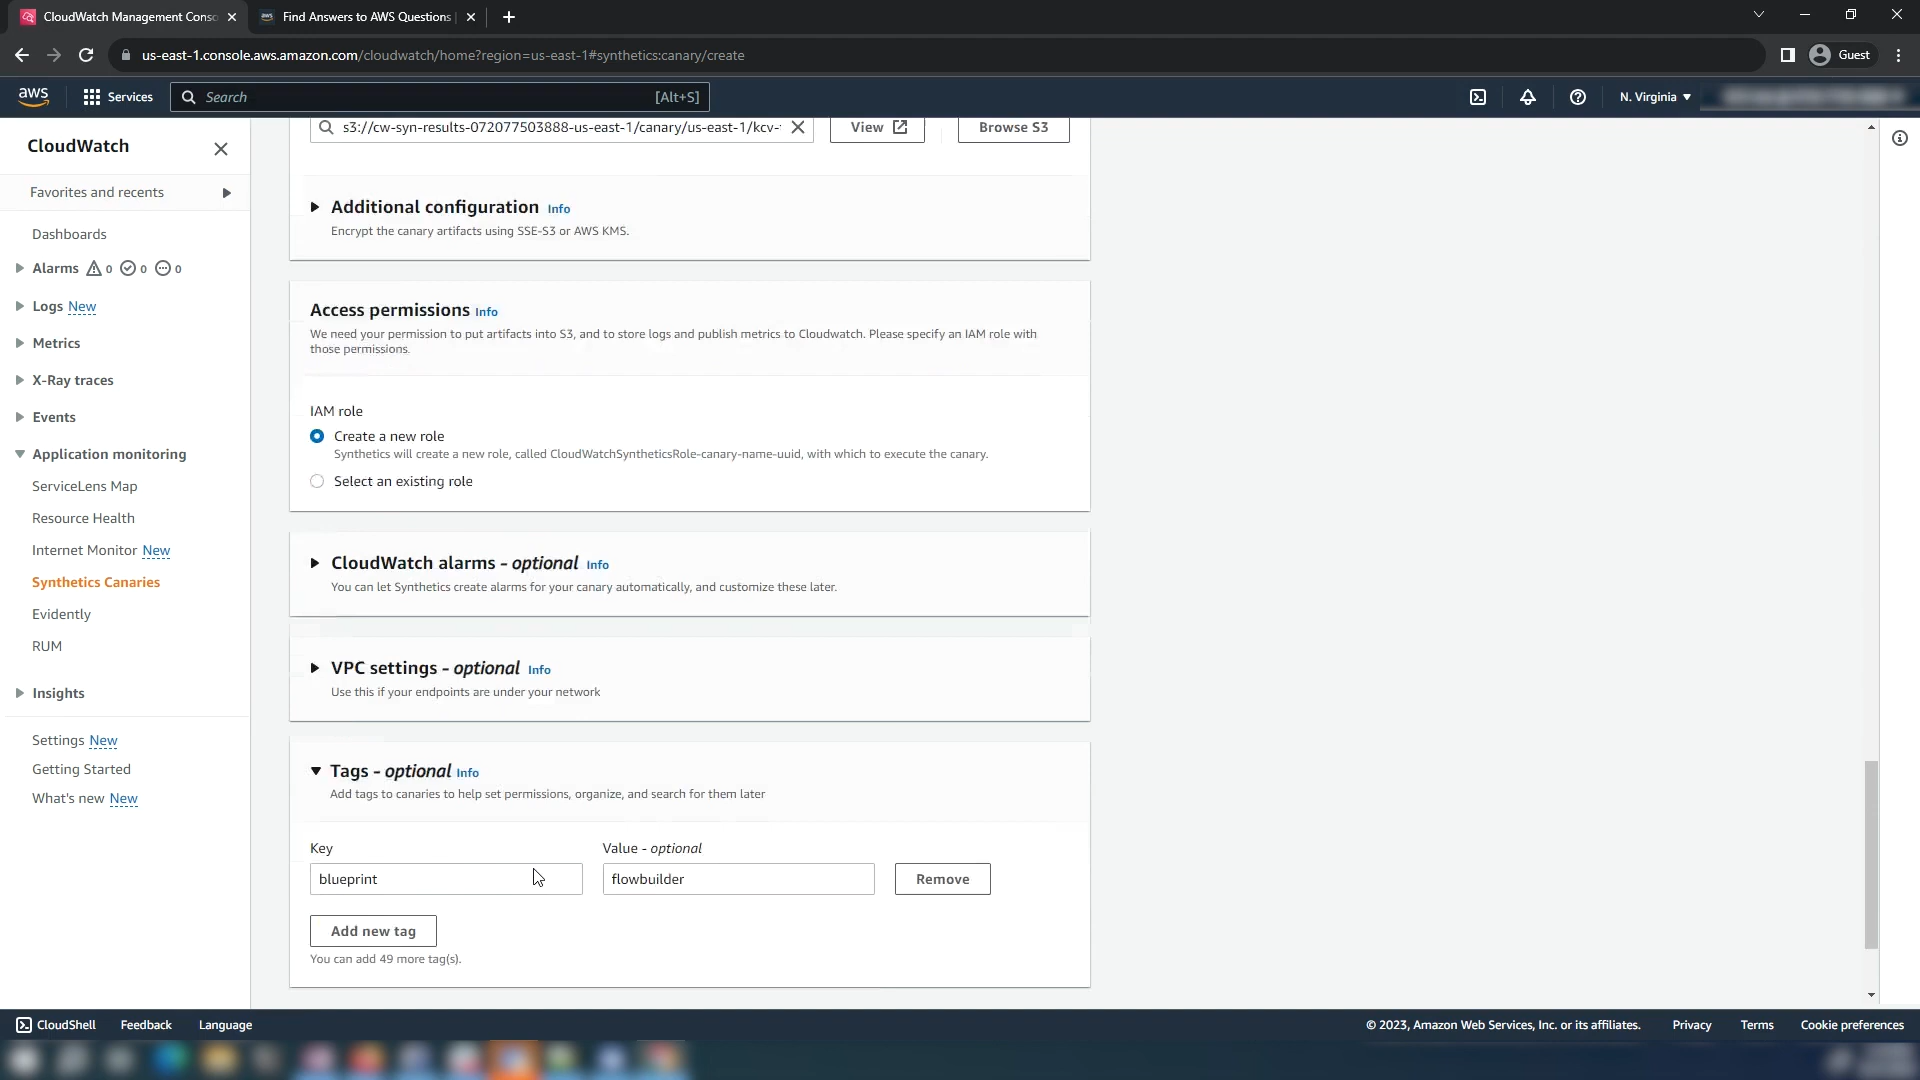 CloudWatch Management Conso
Find Answers to AWS Questions
us-east-1.console.aws.amazon.com/cloudwatch/home?region=us-east-1#synthetics:canary/create
Guest
aws
Services
Search
[Alt+S]
N. Virginia
CloudWatch
Favorites and recents
Dashboards
Alarms 0 0 0
Logs New
Metrics
X-Ray traces
Events
Application monitoring
ServiceLens Map
Resource Health
Internet Monitor New
Synthetics Canaries
Evidently
RUM
Insights
Settings New
Getting Started
What's new New
s3://cw-syn-results-072077503888-us-east-1/canary/us-east-1/kcv-
View
Browse S3
Additional configuration Info
Encrypt the canary artifacts using SSE-S3 or AWS KMS.
Access permissions Info
We need your permission to put artifacts into S3, and to store logs and publish metrics to Cloudwatch. Please specify an IAM role with
those permissions.
IAM role
Create a new role
Synthetics will create a new role, called CloudWatchSyntheticsRole-canary-name-uuid, with which to execute the canary.
Select an existing role
CloudWatch alarms - optional Info
You can let Synthetics create alarms for your canary automatically, and customize these later.
VPC settings - optional Info
Use this if your endpoints are under your network
Tags - optional Info
Add tags to canaries to help set permissions, organize, and search for them later
Key
Value - optional
blueprint
flowbuilder
Remove
Add new tag
You can add 49 more tag(s).
CloudShell
Feedback
Language
© 2023, Amazon Web Services, Inc. or its affiliates.
Privacy
Terms
Cookie preferences